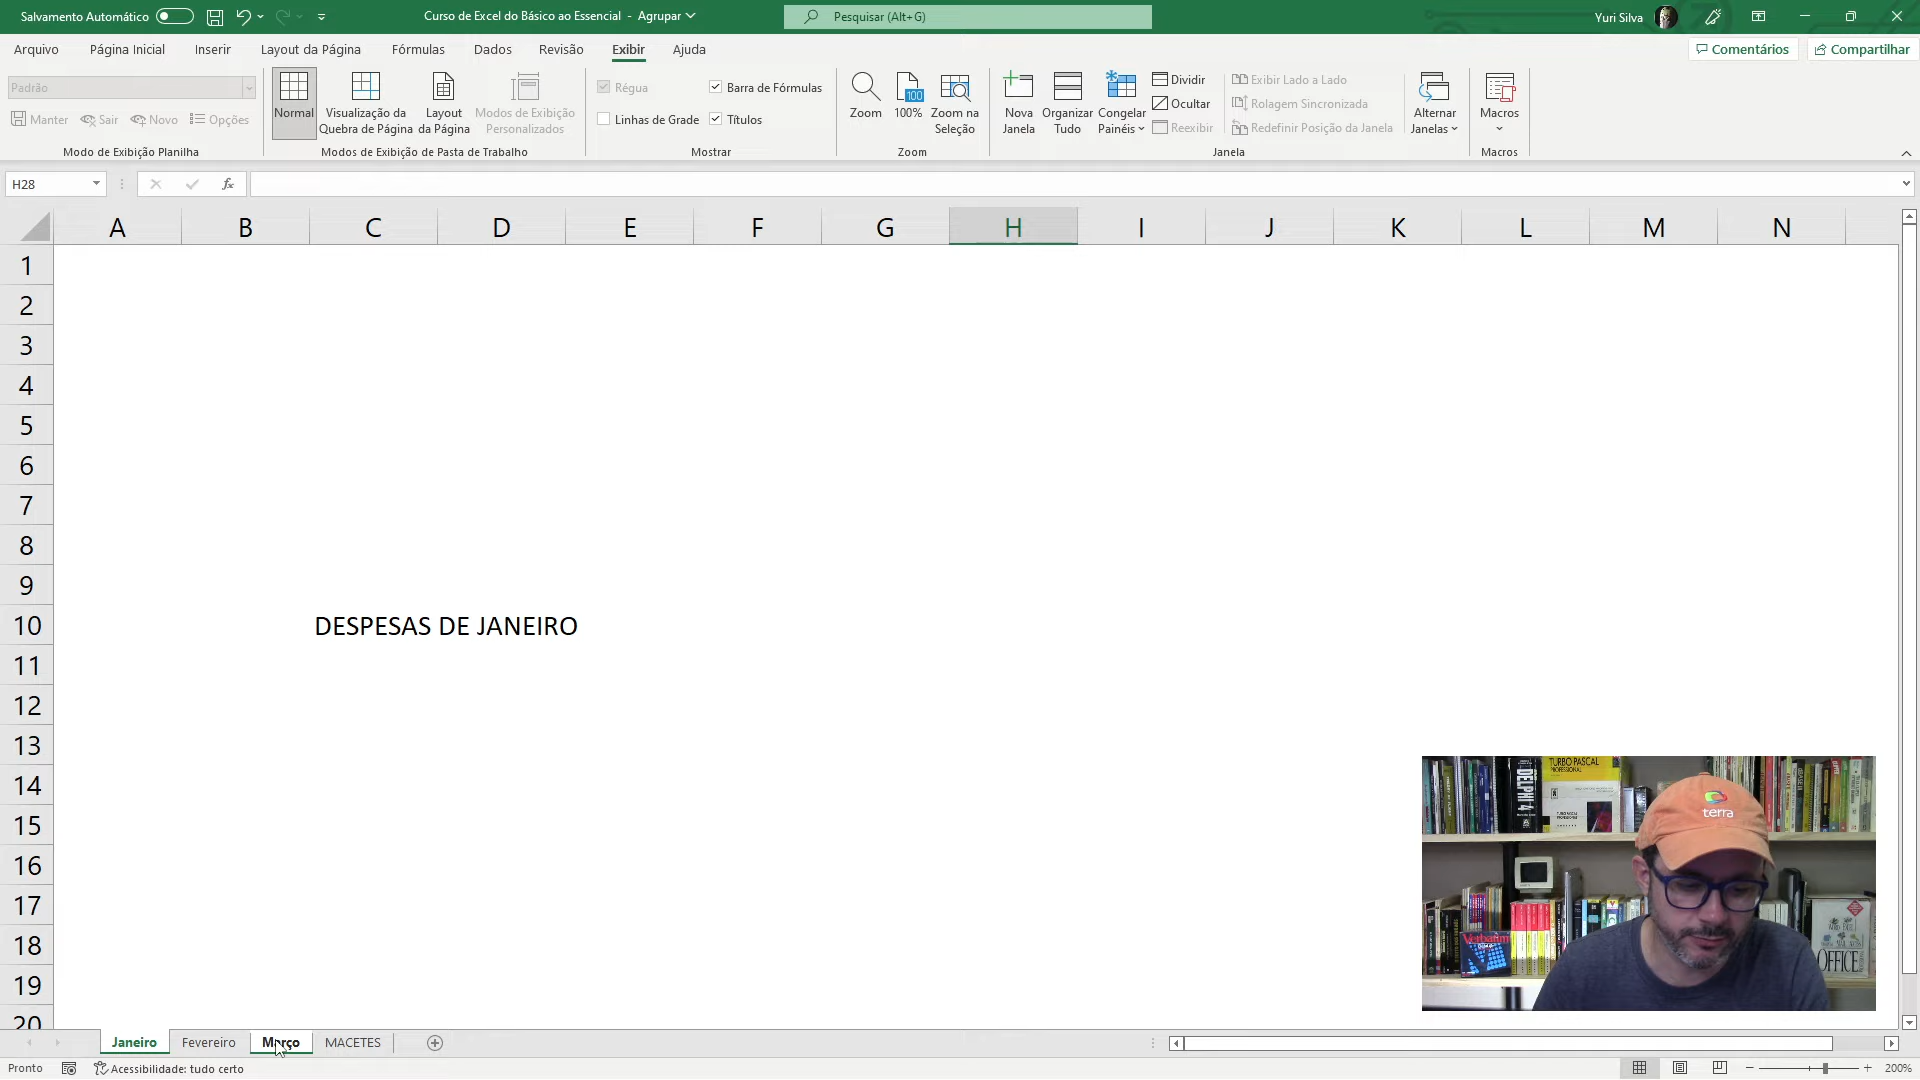 Salvamento Automático
Curso de Excel do Básico ao Essencial - Agrupar
Pesquisar (Alt+G)
Yuri Silva
Arquivo Página Inicial Inserir Layout da Página Fórmulas Dados Revisão Exibir Ajuda
Comentários
Compartilhar
Padrão
Manter Sair Novo Opções
Modo de Exibição Planilha
Normal
Visualização da
Quebra de Página
Layout
da Página
Modos de Exibição
Personalizados
Modos de Exibição de Pasta de Trabalho
Régua
Barra de Fórmulas
Linhas de Grade
Títulos
Mostrar
Zoom
100
100%
Zoom na
Seleção
Zoom
Nova
Janela
Organizar
Tudo
Congelar
Painéis
Dividir
Ocultar
Reexibir
Exibir Lado a Lado
Rolagem Sincronizada
Redefinir Posição da Janela
Janela
Alternar
Janelas
Macros
Macros
H28
fx
A B C D E F G H I J K L M N
1
2
3
4
5
6
7
8
9
10 DESPESAS DE JANEIRO
11
12
13
14
15
16
17
18
19
20
TURBO PASCAL
PROFESSIONAL
DELPHI 4
terra
Verbatim
OFFICE
Janeiro Fevereiro Março MACETES
Pronto
Acessibilidade: tudo certo
200%